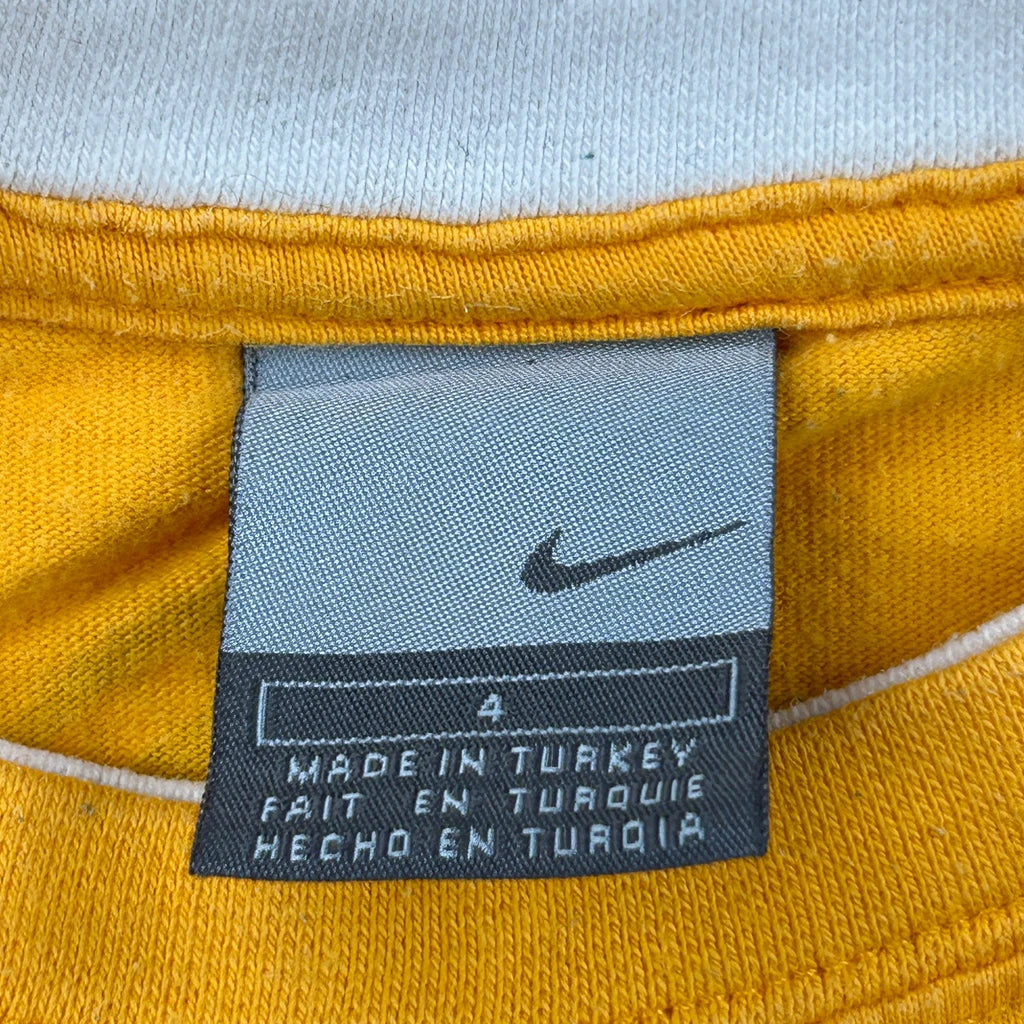 4
MADE IN TURKEY
FAIT EN TURQUIE
HECHO EN TURQIA